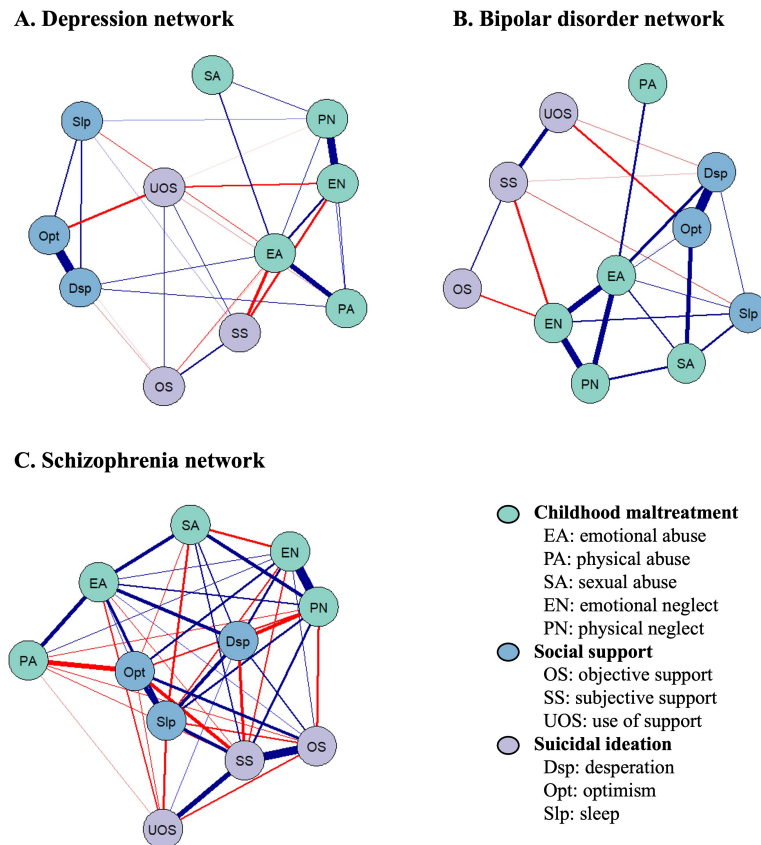 A. Depression network
B. Bipolar disorder network
SA
Slp
PN
UOS
EN
Opt
EA
Dsp
PA
SS
OS
PA
UOS
Dsp
SS
Opt
EA
OS
Slp
EN
SA
PN
C. Schizophrenia network
SA
EN
EA
PN
Dsp
PA
Opt
Slp
OS
SS
UOS
Childhood maltreatment
EA: emotional abuse
PA: physical abuse
SA: sexual abuse
EN: emotional neglect
PN: physical neglect
Social support
OS: objective support
SS: subjective support
UOS: use of support
Suicidal ideation
Dsp: desperation
Opt: optimism
Slp: sleep